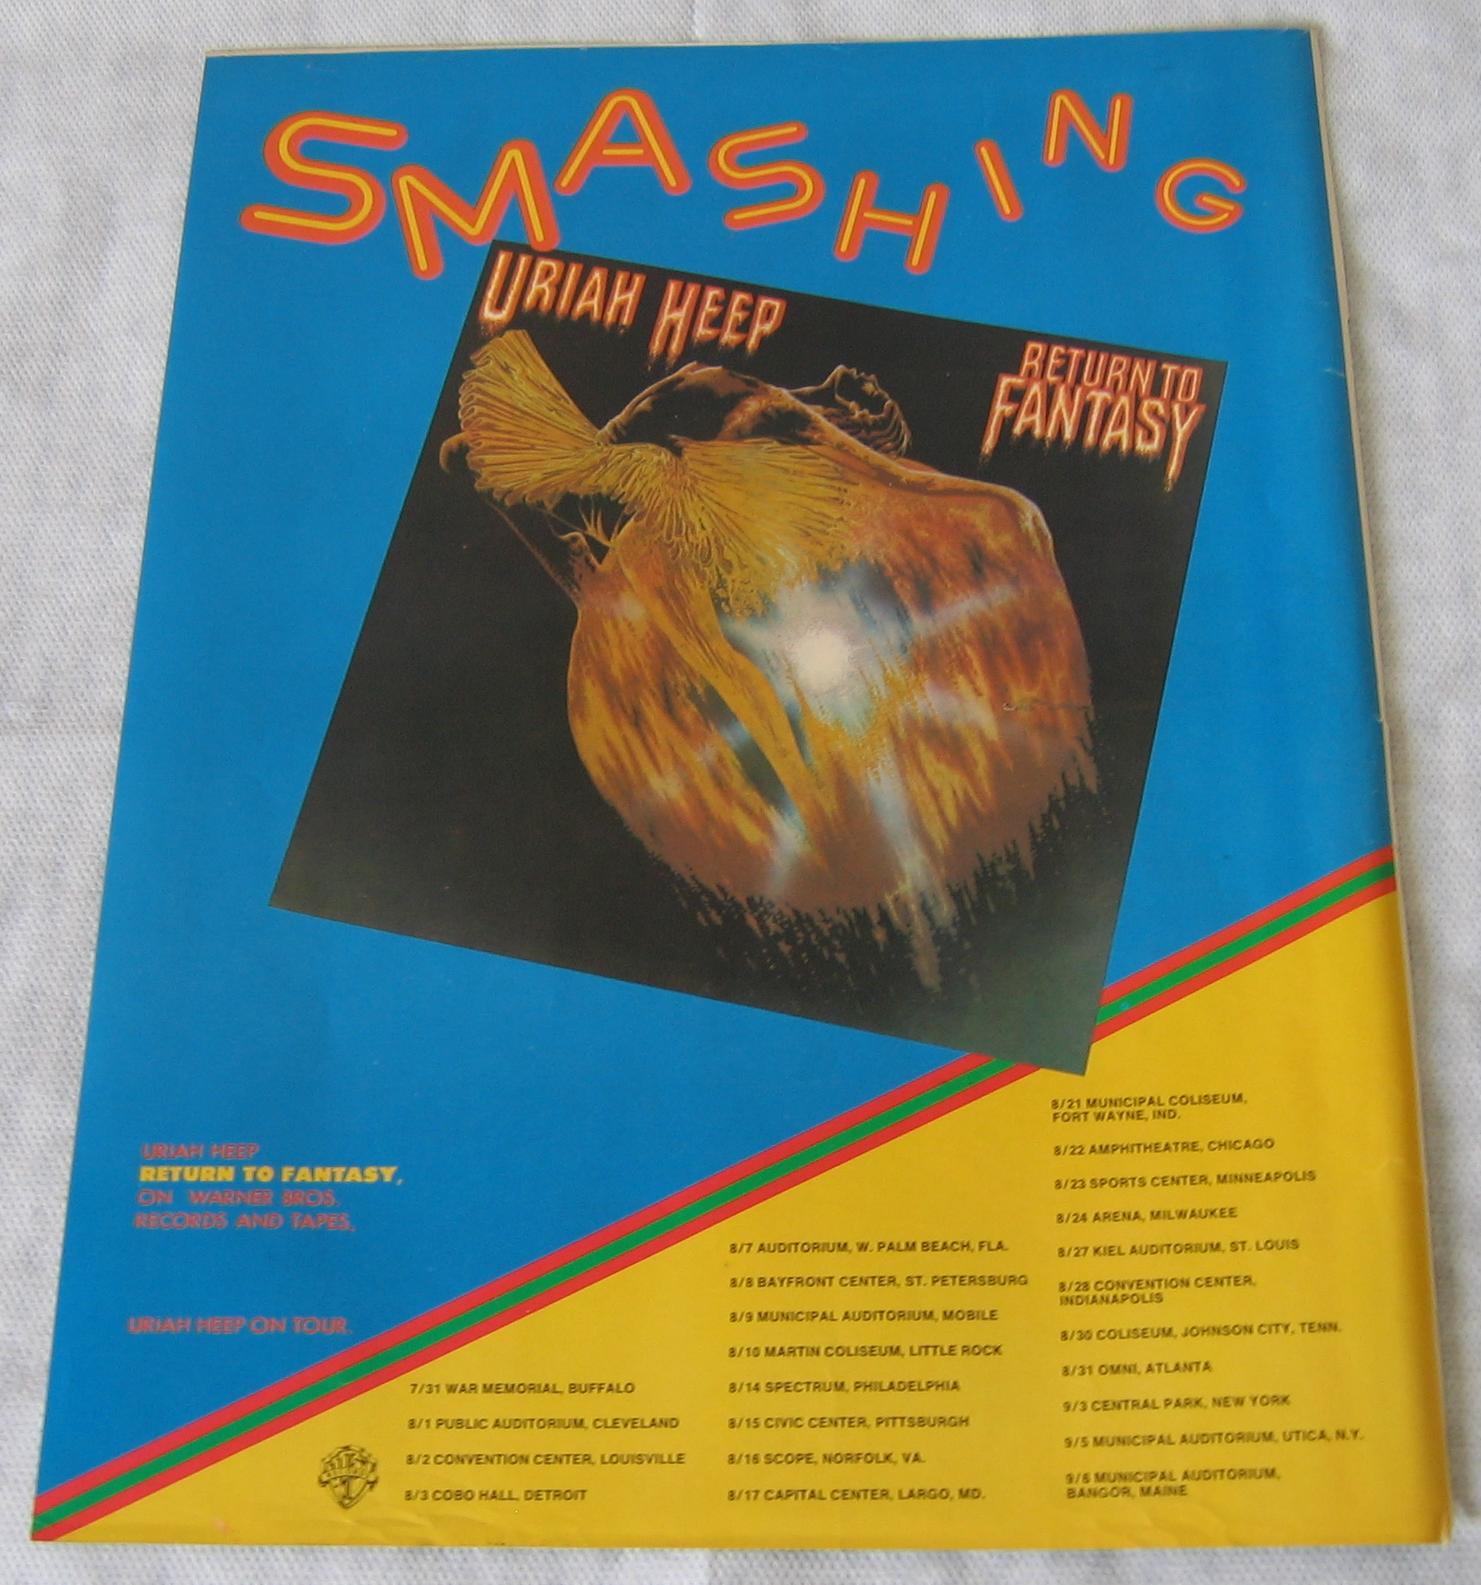 SMASHING
URIAH HEEP
RETURN TO
FANTASY
URIAH HEEP
RETURN TO FANTASY,
ON WARNER BROS.
RECORDS AND TAPES.
URIAH HEEP ON TOUR.
7/31 WAR MEMORIAL, BUFFALO
8/1 PUBLIC AUDITORIUM, CLEVELAND
8/2 CONVENTION CENTER, LOUISVILLE
8/3 COBO HALL, DETROIT
8/7 AUDITORIUM, W. PALM BEACH, FLA.
8/8 BAYFRONT CENTER, ST. PETERSBURG
8/9 MUNICIPAL AUDITORIUM, MOBILE
8/10 MARTIN COLISEUM, LITTLE ROCK
8/14 SPECTRUM, PHILADELPHIA
8/15 CIVIC CENTER, PITTSBURGH
8/16 SCOPE, NORFOLK, VA.
8/17 CAPITAL CENTER, LARGO, MD.
8/21 MUNICIPAL COLISEUM,
FORT WAYNE, IND.
8/22 AMPHITHEATRE, CHICAGO
8/23 SPORTS CENTER, MINNEAPOLIS
8/24 ARENA, MILWAUKEE
8/27 KIEL AUDITORIUM, ST. LOUIS
8/28 CONVENTION CENTER,
INDIANAPOLIS
8/30 COLISEUM, JOHNSON CITY, TENN.
8/31 OMNI, ATLANTA
9/3 CENTRAL PARK, NEW YORK
9/5 MUNICIPAL AUDITORIUM, UTICA, N.Y.
9/6 MUNICIPAL AUDITORIUM,
BANGOR, MAINE